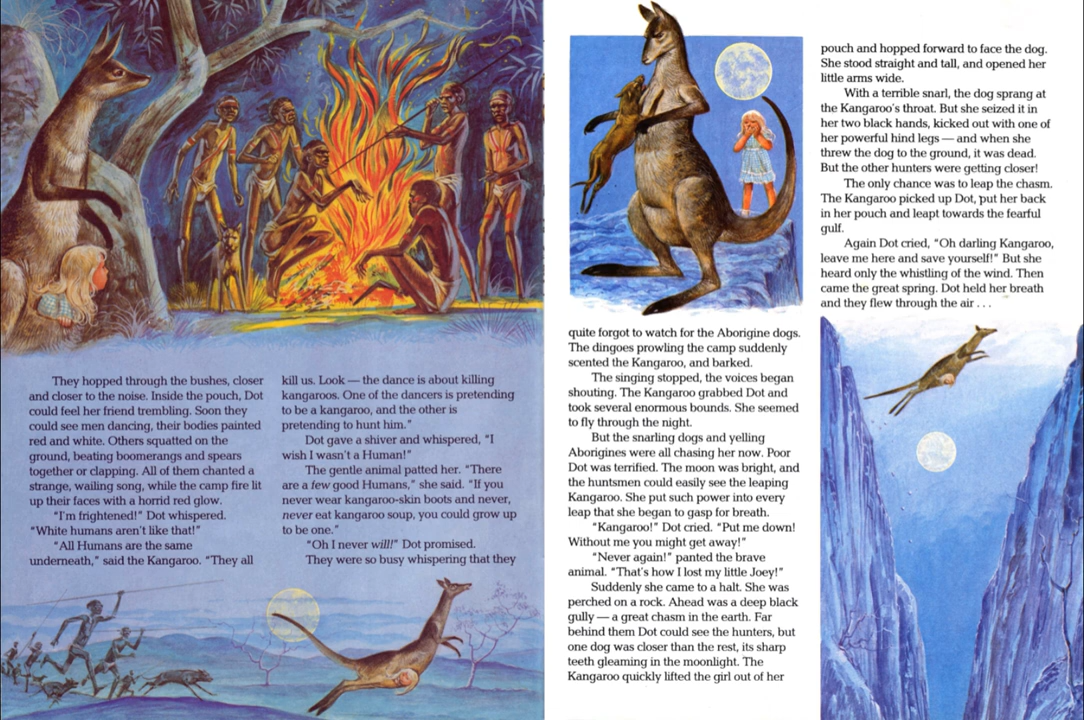 They hopped through the bushes, closer
and closer to the noise. Inside the pouch, Dot
could feel her friend trembling. Soon they
could see men dancing, their bodies painted
red and white. Others squatted on the
ground, beating boomerangs and spears
together or clapping. All of them chanted a
strange, wailing song, while the camp fire lit
up their faces with a horrid red glow.
"I'm frightened!" Dot whispered.
"White humans aren't like that!"
"All Humans are the same
underneath," said the Kangaroo. "They all
kill us. Look — the dance is about killing
kangaroos. One of the dancers is pretending
to be a kangaroo, and the other is
pretending to hunt him."
Dot gave a shiver and whispered, "I
wish I wasn't a Human!"
The gentle animal patted her. "There
are a few good Humans," she said. "If you
never wear kangaroo-skin boots and never,
never eat kangaroo soup, you could grow up
to be one."
"Oh I never will!" Dot promised.
They were so busy whispering that they
quite forgot to watch for the Aborigine dogs.
The dingoes prowling the camp suddenly
scented the Kangaroo, and barked.
The singing stopped, the voices began
shouting. The Kangaroo grabbed Dot and
took several enormous bounds. She seemed
to fly through the night.
But the snarling dogs and yelling
Aborigines were all chasing her now. Poor
Dot was terrified. The moon was bright, and
the huntsmen could easily see the leaping
Kangaroo. She put such power into every
leap that she began to gasp for breath.
"Kangaroo!" Dot cried. "Put me down!
Without me you might get away!"
"Never again!" panted the brave
animal. "That's how I lost my little Joey!"
Suddenly she came to a halt. She was
perched on a rock. Ahead was a deep black
gully — a great chasm in the earth. Far
behind them Dot could see the hunters, but
one dog was closer than the rest, its sharp
teeth gleaming in the moonlight. The
Kangaroo quickly lifted the girl out of her
pouch and hopped forward to face the dog.
She stood straight and tall, and opened her
little arms wide.
With a terrible snarl, the dog sprang at
the Kangaroo's throat. But she seized it in
her two black hands, kicked out with one of
her powerful hind legs — and when she
threw the dog to the ground, it was dead.
But the other hunters were getting closer!
The only chance was to leap the chasm.
The Kangaroo picked up Dot, put her back
in her pouch and leapt towards the fearful
gulf.
Again Dot cried, "Oh darling Kangaroo,
leave me here and save yourself!" But she
heard only the whistling of the wind. Then
came the great spring. Dot held her breath
and they flew through the air . . .